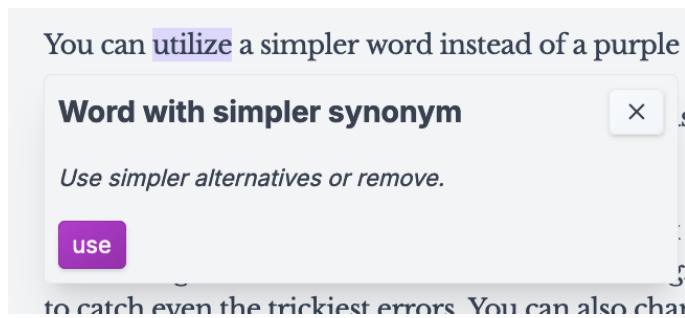 You can utilize a simpler word instead of a purple
Word with simpler synonym
Use simpler alternatives or remove.
use
to catch even the trickiest errors. You can also